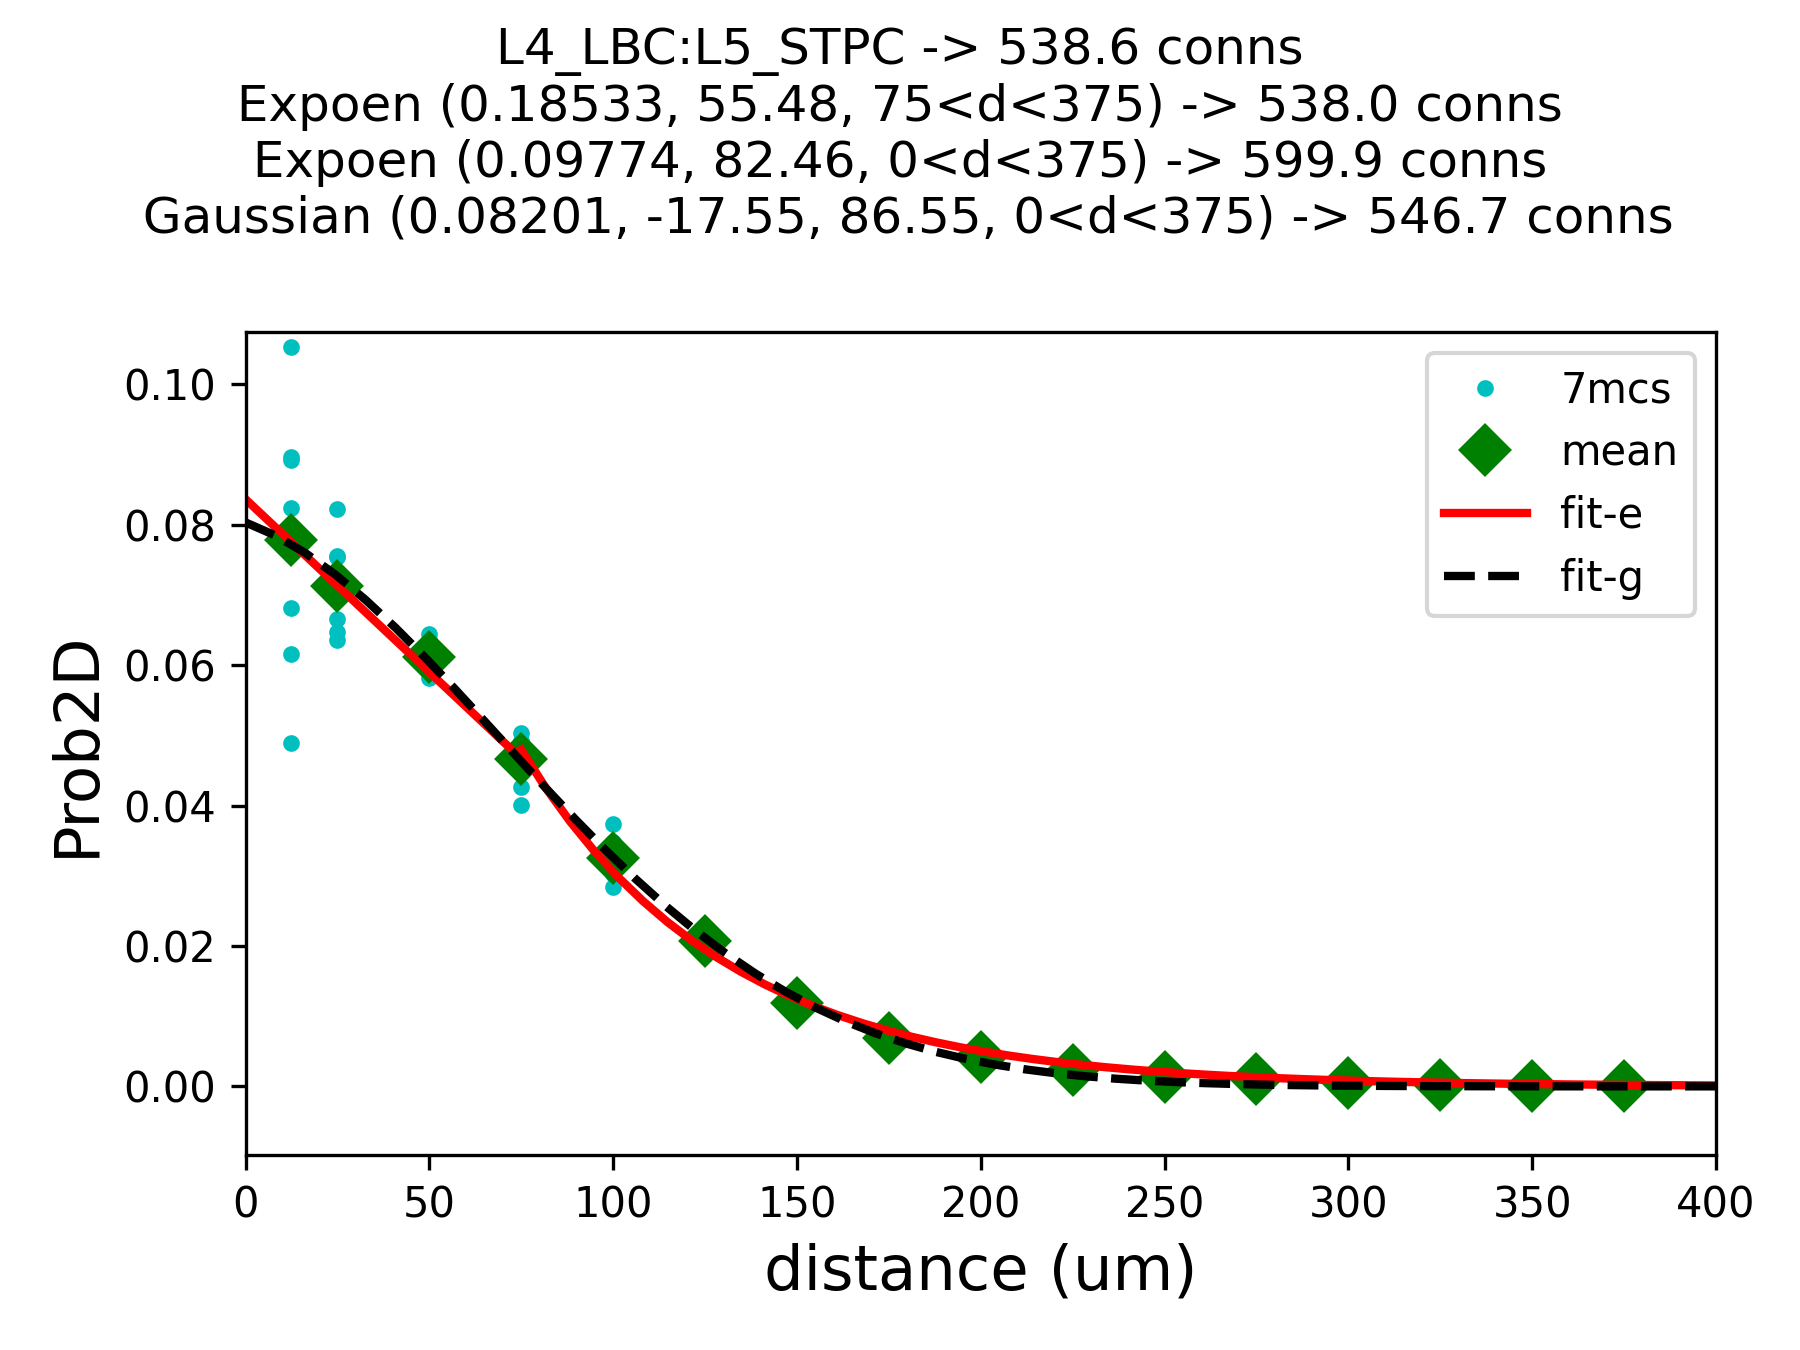 L4_LBC:L5_STPC -> 538.6 conns
Expoen (0.18533, 55.48, 75<d<375) -> 538.0 conns
Expoen (0.09774, 82.46, 0<d<375) -> 599.9 conns
Gaussian (0.08201, -17.55, 86.55, 0<d<375) -> 546.7 conns
7mcs
mean
fit-e
fit-g
Prob2D
0.10
0.08
0.06
0.04
0.02
0.00
0 50 100 150 200 250 300 350 400
distance (um)